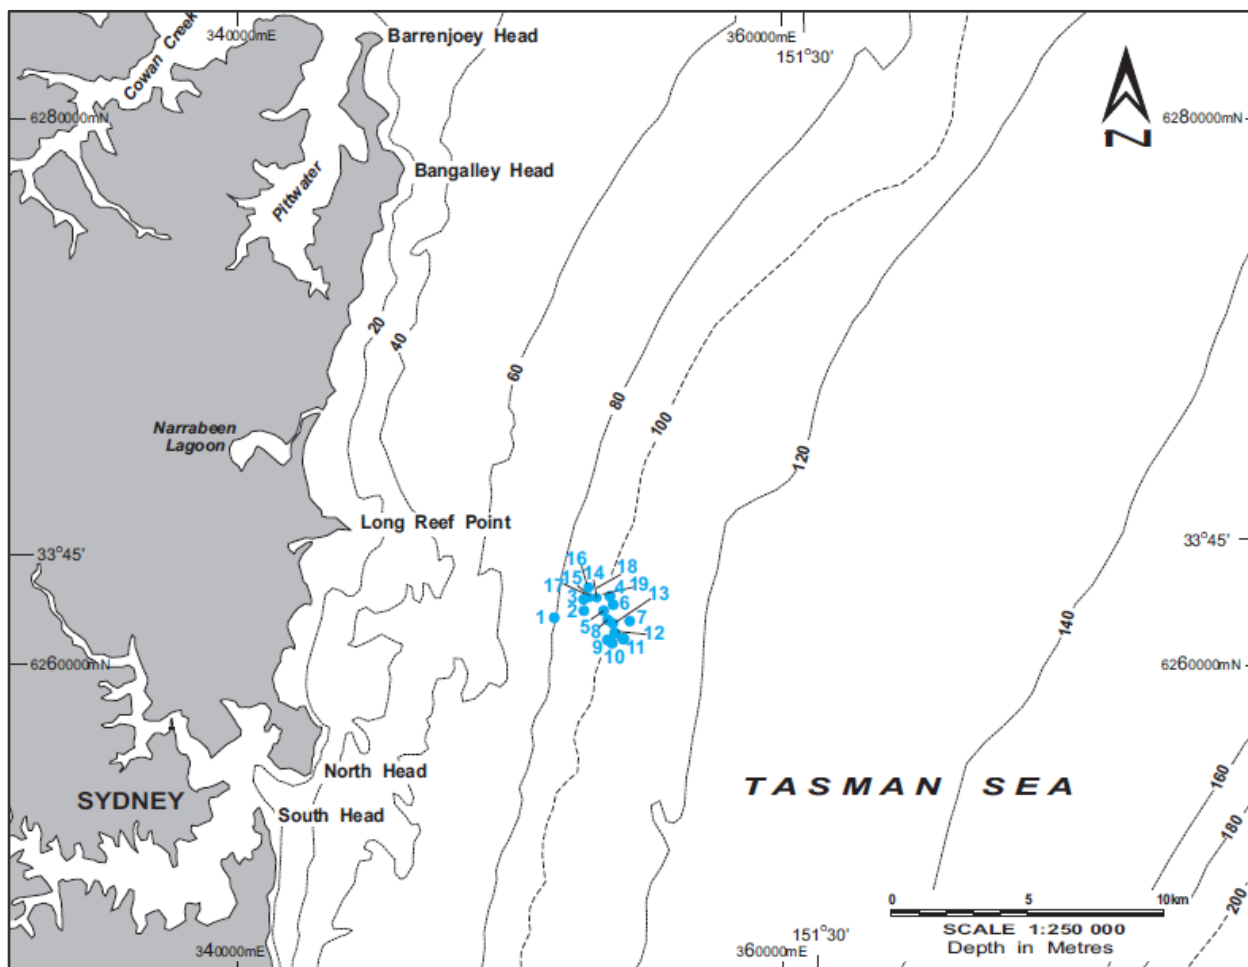 340000mE
360000mE
151°30'
Cowan Creek
Barrenjoey Head
6280000mN
6280000mN
N
Bangalley Head
Pittwater
20
40
60
80
100
120
140
160
180
200
Narrabeen
Lagoon
Long Reef Point
33°45'
33°45'
16
15
14
18
17
4
19
3
6
13
2
1
5
8
7
12
9
10
11
6260000mN
6260000mN
North Head
SYDNEY
South Head
TASMAN SEA
0
5
10km
SCALE 1:250 000
Depth in Metres
340000mE
360000mE
151°30'